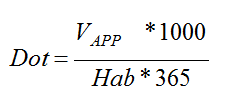 Dot = V_APP *1000
Hab * 365